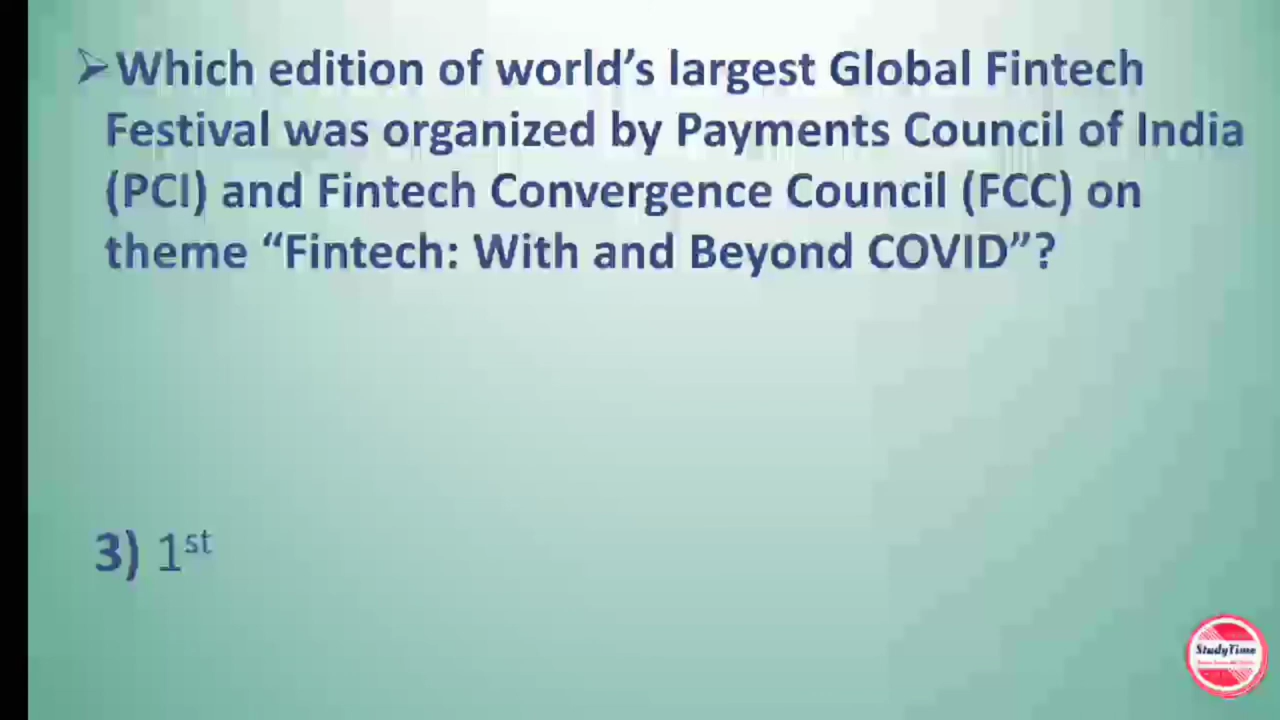 ➢Which edition of world’s largest Global Fintech
Festival was organized by Payments Council of India
(PCI) and Fintech Convergence Council (FCC) on
theme “Fintech: With and Beyond COVID”?
3) 1st
StudyTime